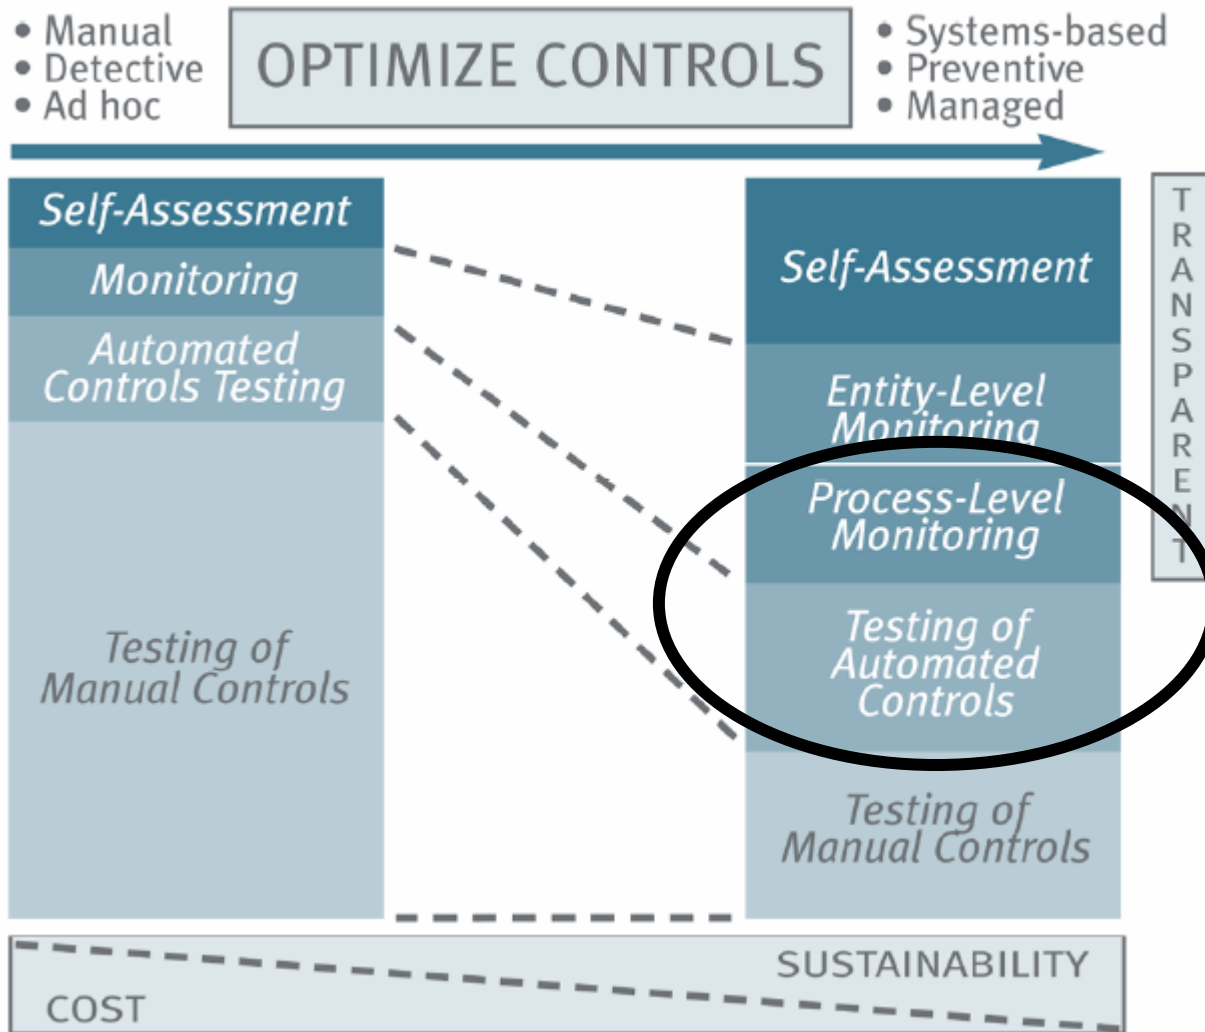 • Manual
• Detective
• Ad hoc
OPTIMIZE CONTROLS
• Systems-based
• Preventive
• Managed
Self-Assessment
Monitoring
Automated
Controls Testing
Testing of
Manual Controls
Self-Assessment
Entity-Level
Monitoring
Process-Level
Monitoring
Testing of
Automated
Controls
Testing of
Manual Controls
TRANSPARENT
SUSTAINABILITY
COST